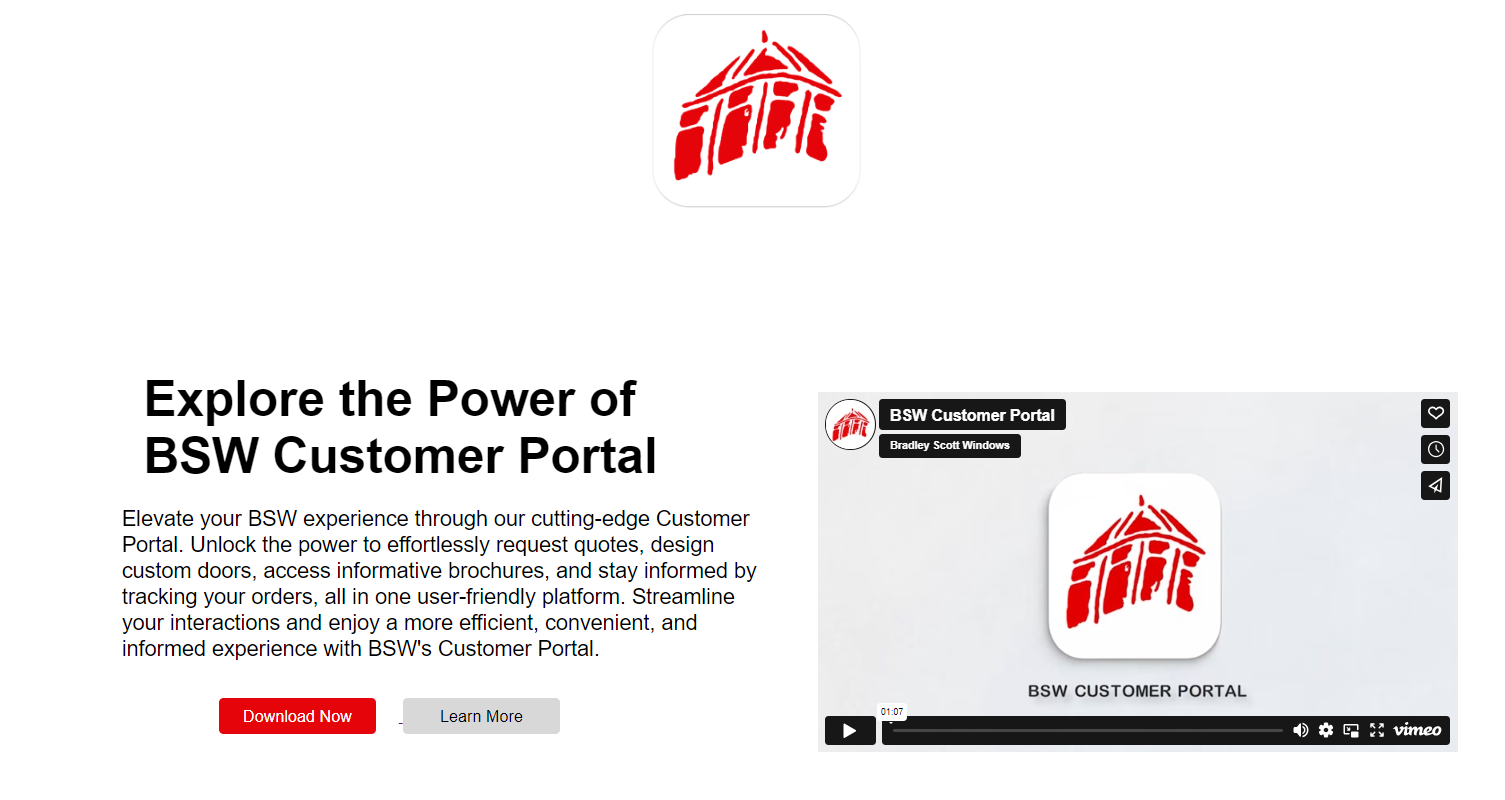 Explore the Power of
BSW Customer Portal
Elevate your BSW experience through our cutting-edge Customer
Portal. Unlock the power to effortlessly request quotes, design
custom doors, access informative brochures, and stay informed by
tracking your orders, all in one user-friendly platform. Streamline
your interactions and enjoy a more efficient, convenient, and
informed experience with BSW's Customer Portal.
Download Now
Learn More
BSW Customer Portal
Bradley Scott Windows
BSW CUSTOMER PORTAL
01:07
vimeo